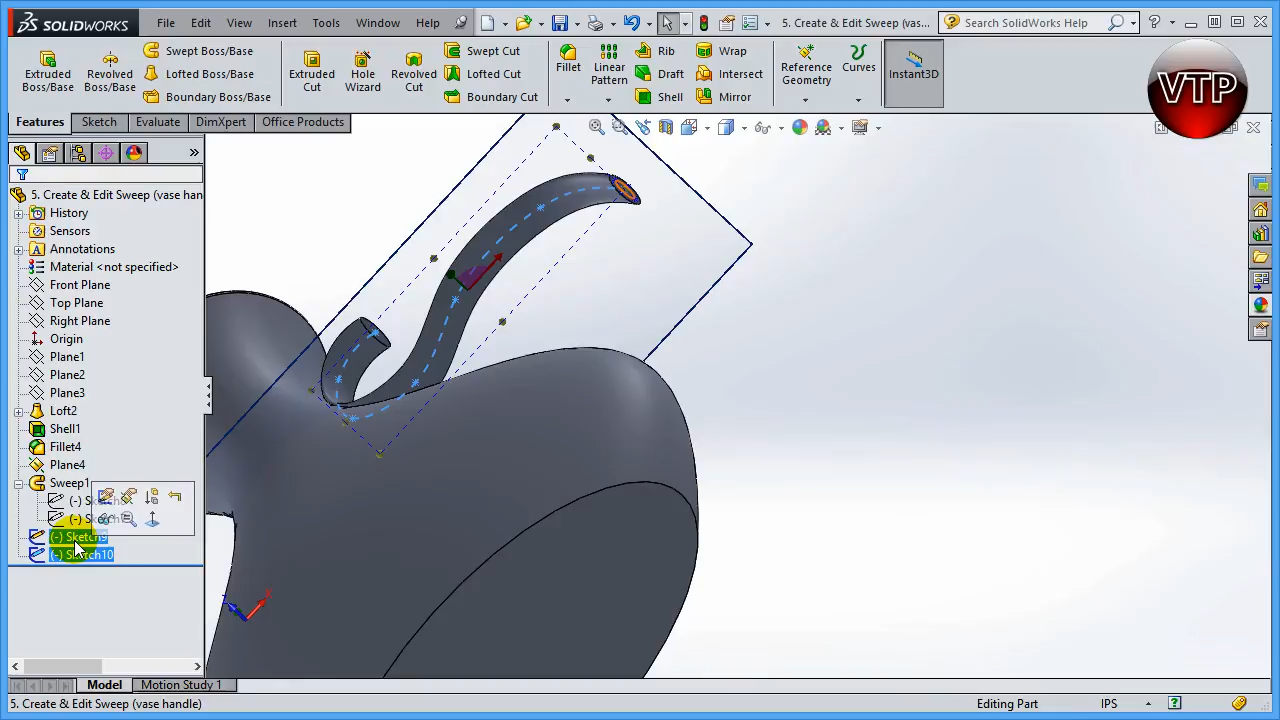 SOLIDWORKS File Edit View Insert Tools Window Help 5. Create & Edit Sweep (vas... Search SolidWorks Help
Extruded Boss/Base
Revolved Boss/Base
Swept Boss/Base
Lofted Boss/Base
Boundary Boss/Base
Extruded Cut
Hole Wizard
Revolved Cut
Swept Cut
Lofted Cut
Boundary Cut
Fillet
Linear Pattern
Rib
Draft
Shell
Wrap
Intersect
Mirror
Reference Geometry
Curves
Instant3D
VTP
Features Sketch Evaluate DimXpert Office Products
»
5. Create & Edit Sweep (vase han
History
Sensors
A Annotations
Material <not specified>
Front Plane
Top Plane
Right Plane
Origin
Plane1
Plane2
Plane3
Loft2
Shell1
Fillet4
Plane4
Sweep1
(-)
(-)
(-) Sketch9
(-) Sketch10
X
Model Motion Study 1
5. Create & Edit Sweep (vase handle) Editing Part IPS